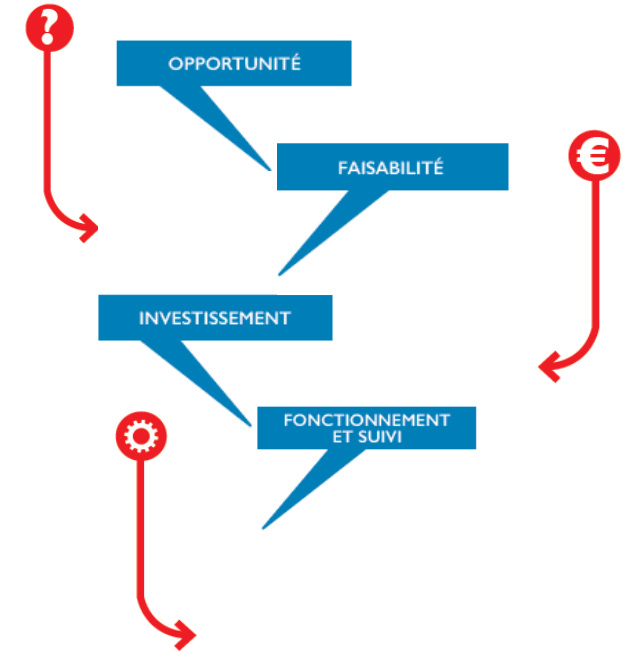 ?
OPPORTUNITÉ
FAISABILITÉ
€
INVESTISSEMENT
FONCTIONNEMENT
ET SUIVI